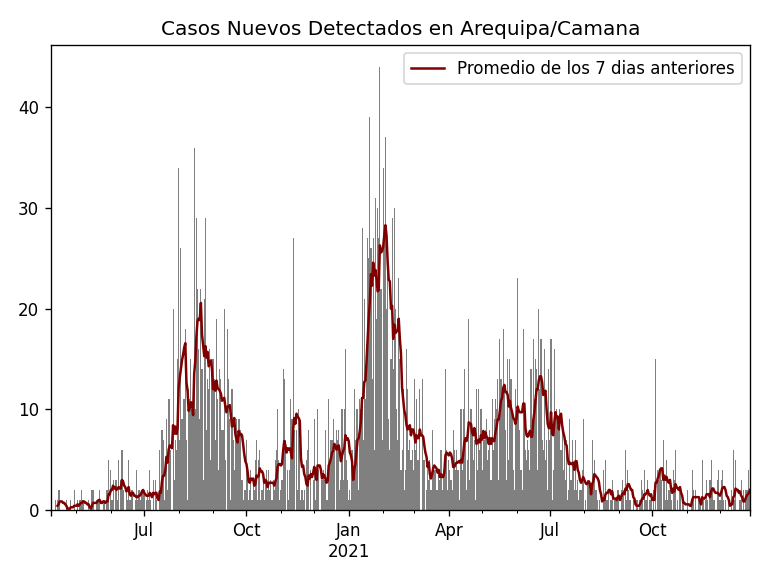 Casos Nuevos Detectados en Arequipa/Camana
Promedio de los 7 dias anteriores
40
30
20
10
0
Jul Oct Jan Apr Jul Oct
2021